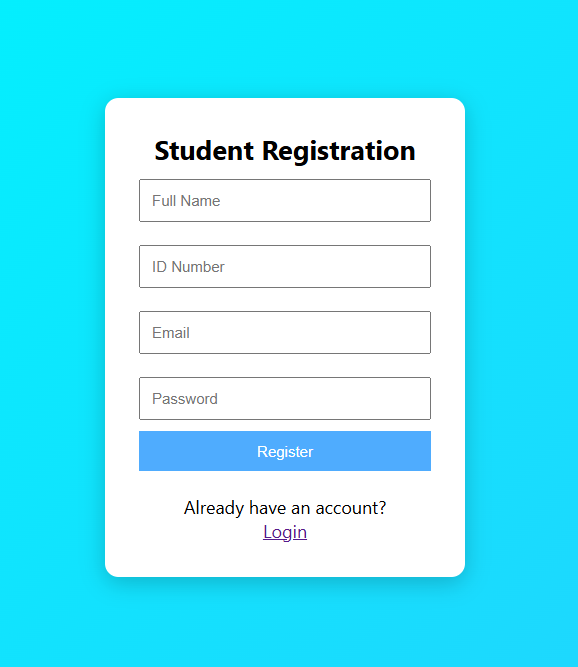 Student Registration
Full Name
ID Number
Email
Password
Register
Already have an account?
Login